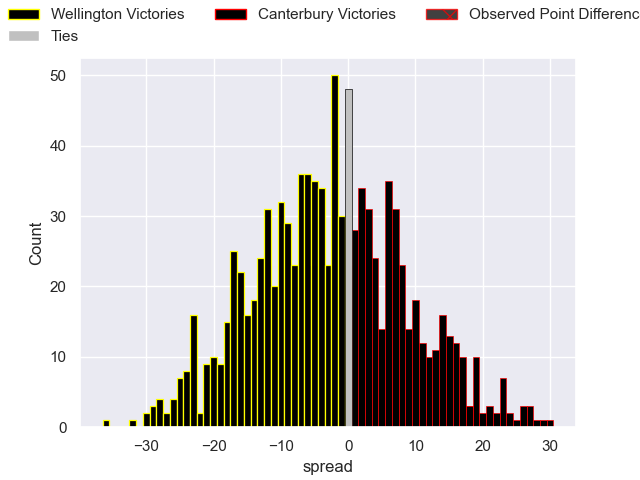 Wellington Victories Canterbury Victories Observed Point Differenc
Ties
50
40
30
20
10
0
Count
−30 −20 −10 0 10 20 30
spread